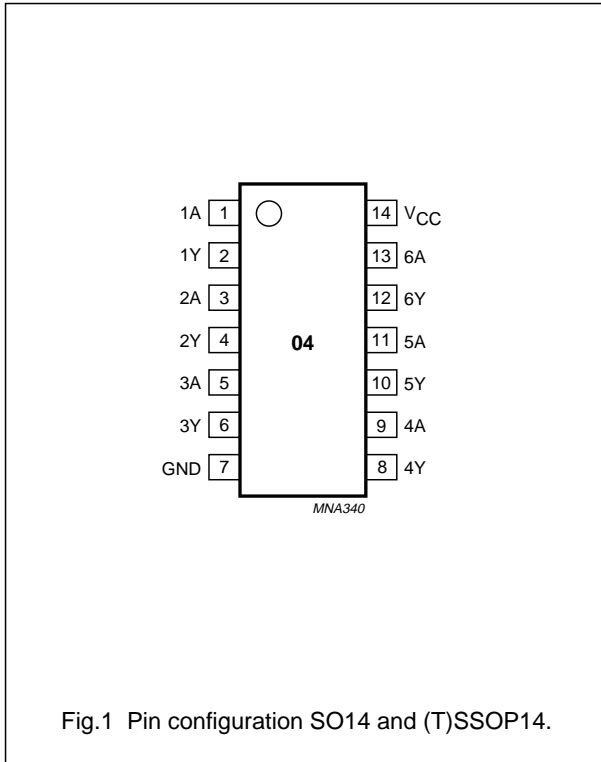 1A 1 14 VCC
1Y 2 13 6A
2A 3 12 6Y
2Y 4 04 11 5A
3A 5 10 5Y
3Y 6 9 4A
GND 7 8 4Y
MNA340
Fig.1 Pin configuration SO14 and (T)SSOP14.